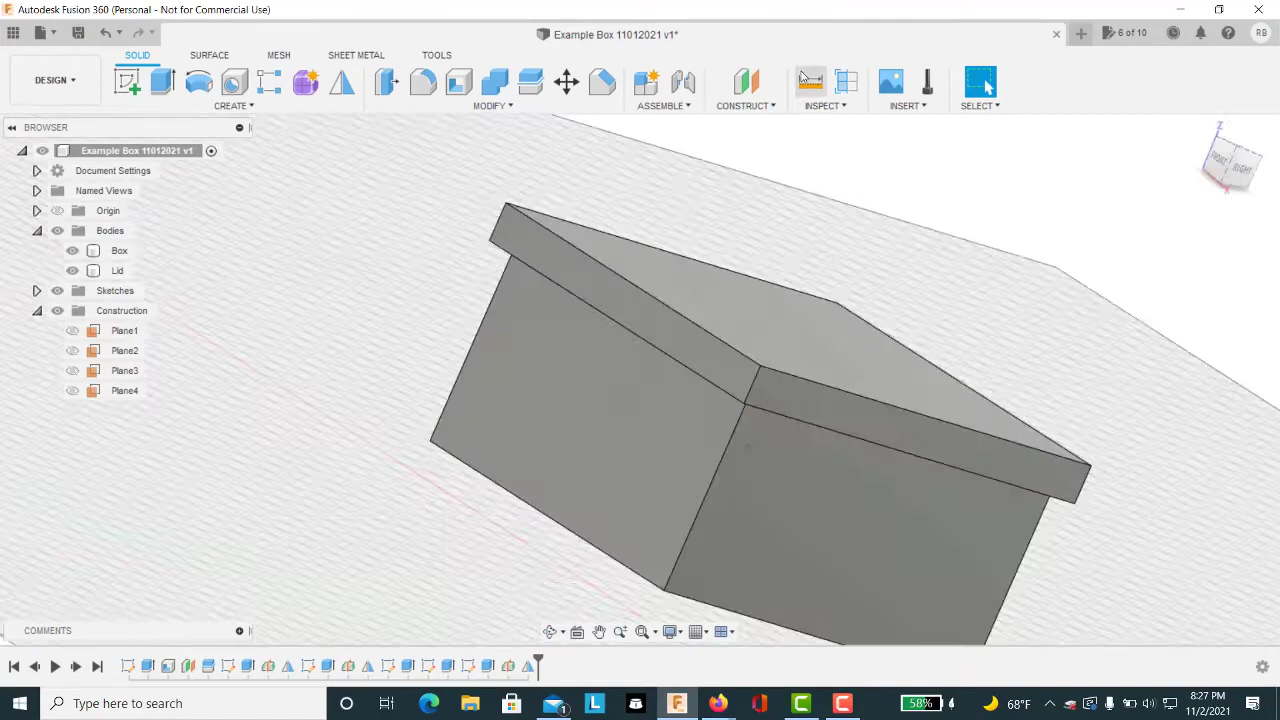 Autodesk Fusion 360 (Personal - Not for Commercial Use)
Example Box 11012021 v1*
6 of 10
RB
DESIGN
SOLID
SURFACE
MESH
SHEET METAL
TOOLS
CREATE
MODIFY
ASSEMBLE
CONSTRUCT
INSPECT
INSERT
SELECT
BROWSER
Example Box 11012021 v1
Document Settings
Named Views
Origin
Bodies
Box
Lid
Sketches
Construction
Plane1
Plane2
Plane3
Plane4
Z
FRONT
RIGHT
COMMENTS
Type here to search
58%
68°F
8:27 PM
11/2/2021